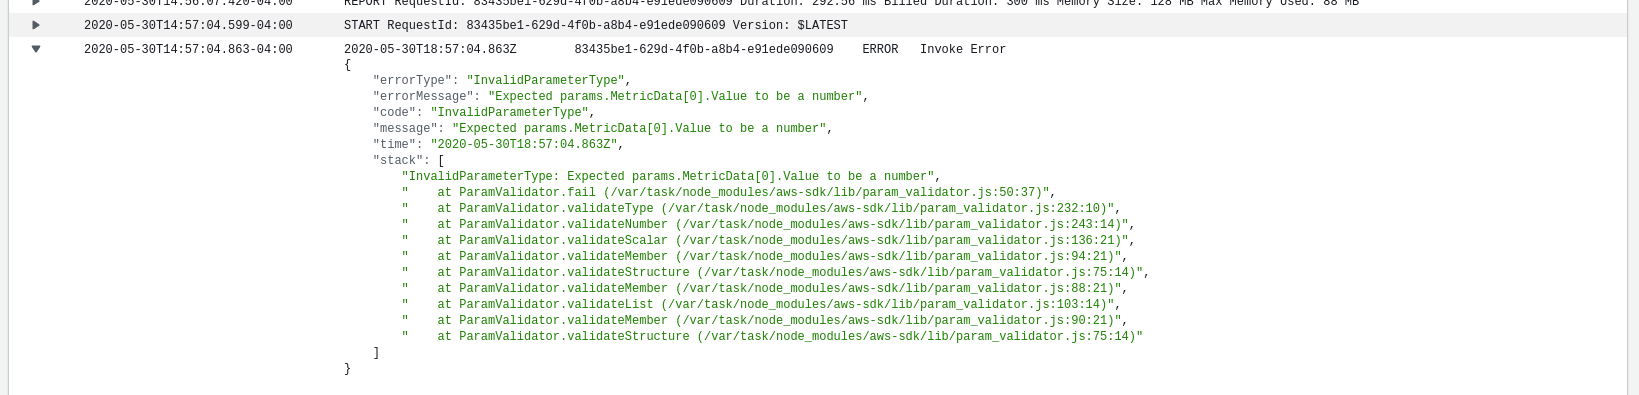 2020-05-30T14:56:07.420-04:00 REPORT RequestId: 83435be1-629d-4f0b-a8b4-e91ede090609 Duration: 292.56 ms Billed Duration: 300 ms Memory Size: 128 MB Max Memory Used: 88 MB
2020-05-30T14:57:04.599-04:00 START RequestId: 83435be1-629d-4f0b-a8b4-e91ede090609 Version: $LATEST
2020-05-30T14:57:04.863-04:00 2020-05-30T18:57:04.863Z 83435be1-629d-4f0b-a8b4-e91ede090609 ERROR Invoke Error
{
"errorType": "InvalidParameterType",
"errorMessage": "Expected params.MetricData[0].Value to be a number",
"code": "InvalidParameterType",
"message": "Expected params.MetricData[0].Value to be a number",
"time": "2020-05-30T18:57:04.863Z",
"stack": [
"InvalidParameterType: Expected params.MetricData[0].Value to be a number",
"    at ParamValidator.fail (/var/task/node_modules/aws-sdk/lib/param_validator.js:50:37)",
"    at ParamValidator.validateType (/var/task/node_modules/aws-sdk/lib/param_validator.js:232:10)",
"    at ParamValidator.validateNumber (/var/task/node_modules/aws-sdk/lib/param_validator.js:243:14)",
"    at ParamValidator.validateScalar (/var/task/node_modules/aws-sdk/lib/param_validator.js:136:21)",
"    at ParamValidator.validateMember (/var/task/node_modules/aws-sdk/lib/param_validator.js:94:21)",
"    at ParamValidator.validateStructure (/var/task/node_modules/aws-sdk/lib/param_validator.js:75:14)",
"    at ParamValidator.validateMember (/var/task/node_modules/aws-sdk/lib/param_validator.js:88:21)",
"    at ParamValidator.validateList (/var/task/node_modules/aws-sdk/lib/param_validator.js:103:14)",
"    at ParamValidator.validateMember (/var/task/node_modules/aws-sdk/lib/param_validator.js:90:21)",
"    at ParamValidator.validateStructure (/var/task/node_modules/aws-sdk/lib/param_validator.js:75:14)"
]
}